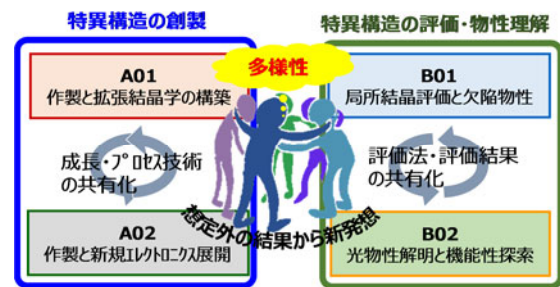 特異構造の創製
特異構造の評価・物性理解
多様性
A01
作製と拡張結晶学の構築
B01
局所結晶評価と欠陥物性
成長・プロセス技術
の共有化
評価法・評価結果
の共有化
想定外の結果から新発想
A02
作製と新規エレクトロニクス展開
B02
光物性解明と機能性探索